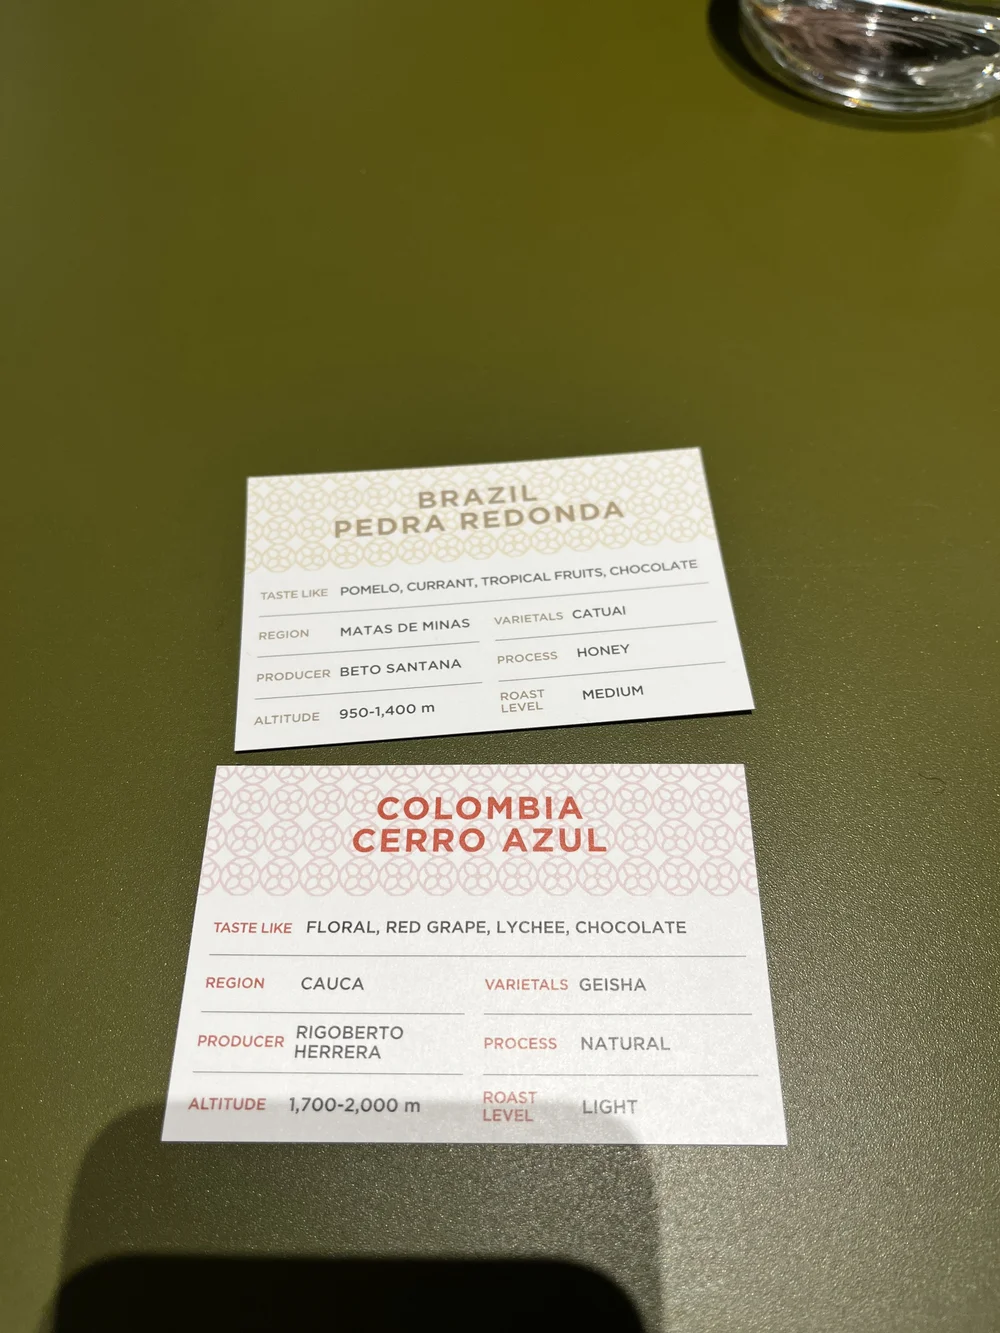 BRAZIL
PEDRA REDONDA
TASTE LIKE POMELO, CURRANT, TROPICAL FRUITS, CHOCOLATE
REGION MATAS DE MINAS VARIETALS CATUAI
PRODUCER BETO SANTANA PROCESS HONEY
ALTITUDE 950-1,400 m ROAST LEVEL MEDIUM
COLOMBIA
CERRO AZUL
TASTE LIKE FLORAL, RED GRAPE, LYCHEE, CHOCOLATE
REGION CAUCA VARIETALS GEISHA
PRODUCER RIGOBERTO HERRERA PROCESS NATURAL
ALTITUDE 1,700-2,000 m ROAST LEVEL LIGHT